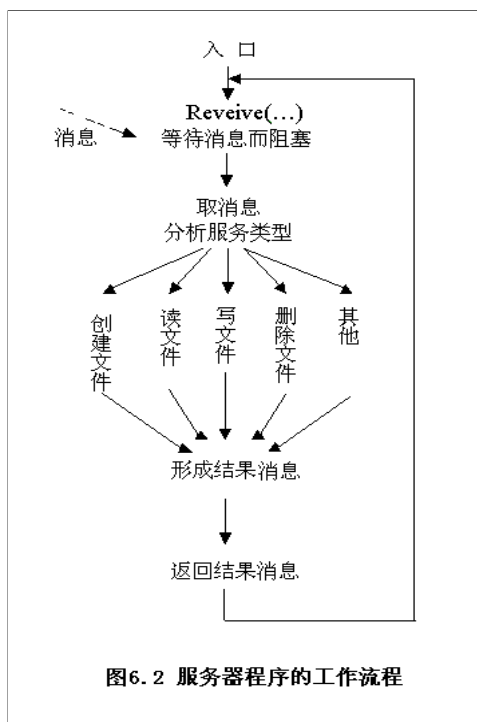 入 口
Reveive(…)
消息
等待消息而阻塞
取消息
分析服务类型
创建文件
读文件
写文件
删除文件
其他
形成结果消息
返回结果消息
图6.2 服务器程序的工作流程